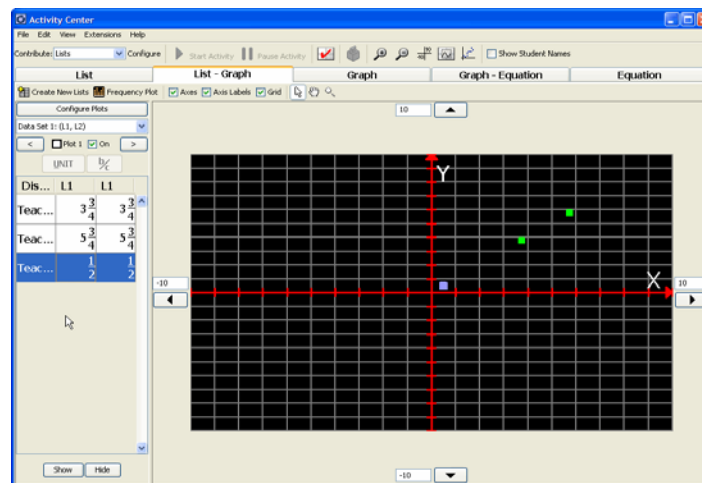 Activity Center
File Edit View Extensions Help
Contribute: Lists Configure Start Activity Pause Activity Show Student Names
List List - Graph Graph Graph - Equation Equation
Create New Lists Frequency Plot Axes Axis Labels Grid
Configure Plots
10
Data Set 1: (L1, L2)
< Plot 1 On >
UNIT b/c
Dis... L1 L1
Teac... 3 3/4 3 3/4
Teac... 5 3/4 5 3/4
Teac... 1/2 1/2
Y
X
-10
10
-10
Show Hide